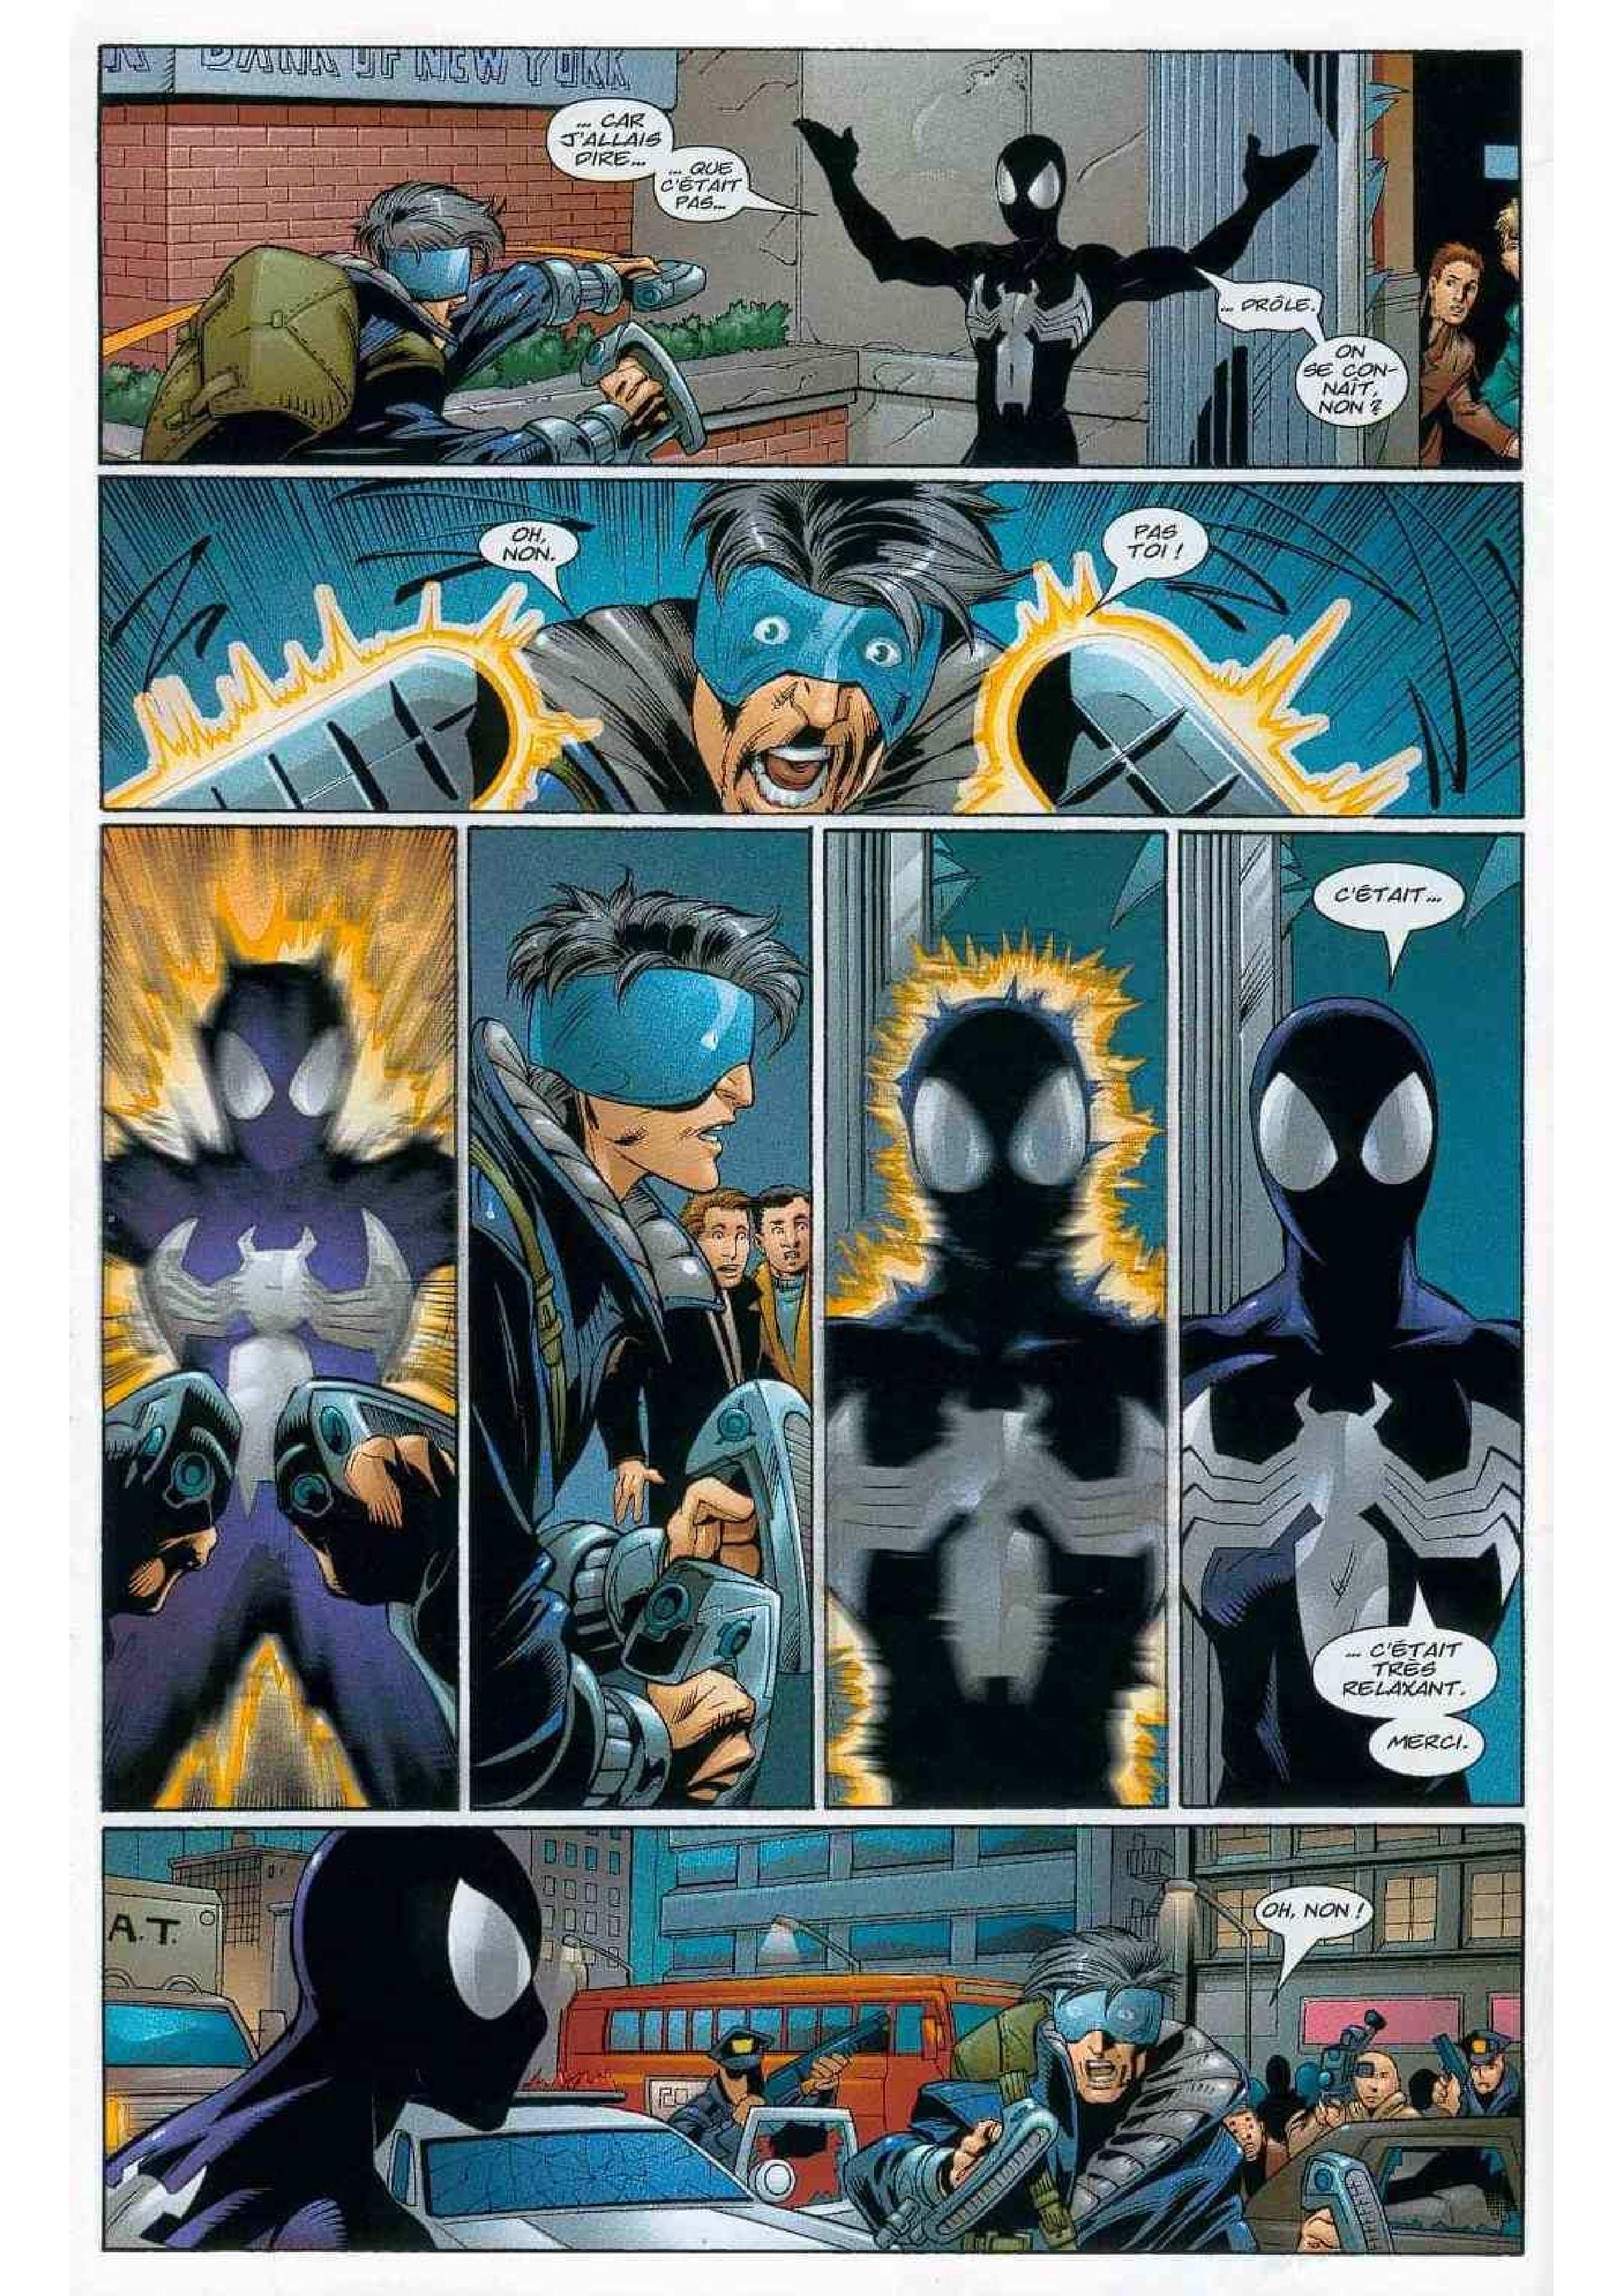 BANK OF NEW YORK
... CAR
J'ALLAIS
DIRE...
... QUE
C'ÉTAIT
PAS...
... DRÔLE.
ON
SE CON-
NAÎT,
NON ?
OH,
NON.
PAS
TOI !
C'ÉTAIT...
... C'ÉTAIT
TRÈS
RELAXANT.
MERCI.
A.T.
OH, NON !